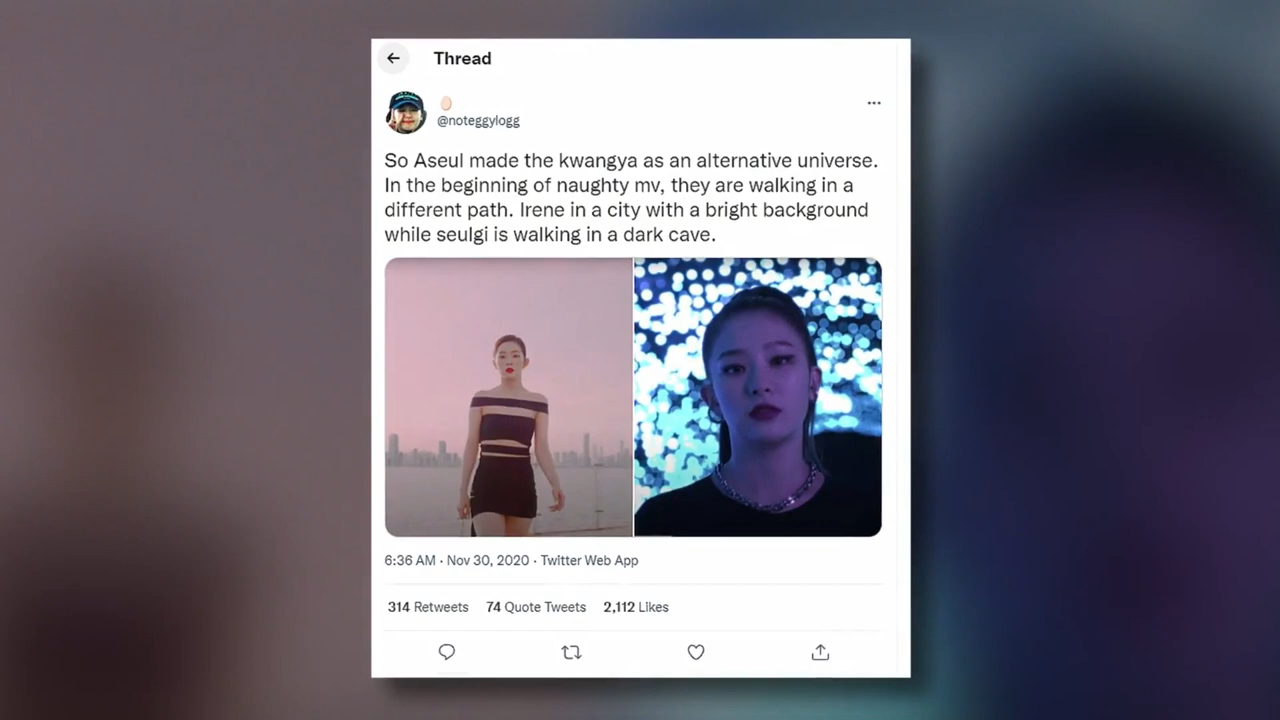 Thread
@noteggylogg
So Aseul made the kwangya as an alternative universe.
In the beginning of naughty mv, they are walking in a
different path. Irene in a city with a bright background
while seulgi is walking in a dark cave.
6:36 AM · Nov 30, 2020 · Twitter Web App
314 Retweets 74 Quote Tweets 2,112 Likes